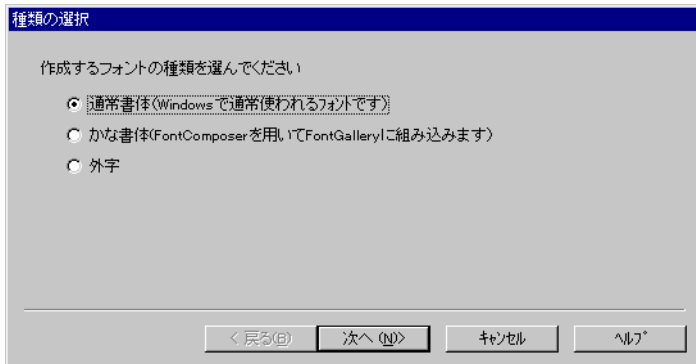 種類の選択
作成するフォントの種類を選んでください
通常書体(Windowsで通常使われるﾌｫﾝﾄです)
かな書体(FontComposerを用いてFontGalleryに組み込みます)
外字
< 戻る(B)
次へ (N)>
ｷｬﾝｾﾙ
ﾍﾙﾌﾟ